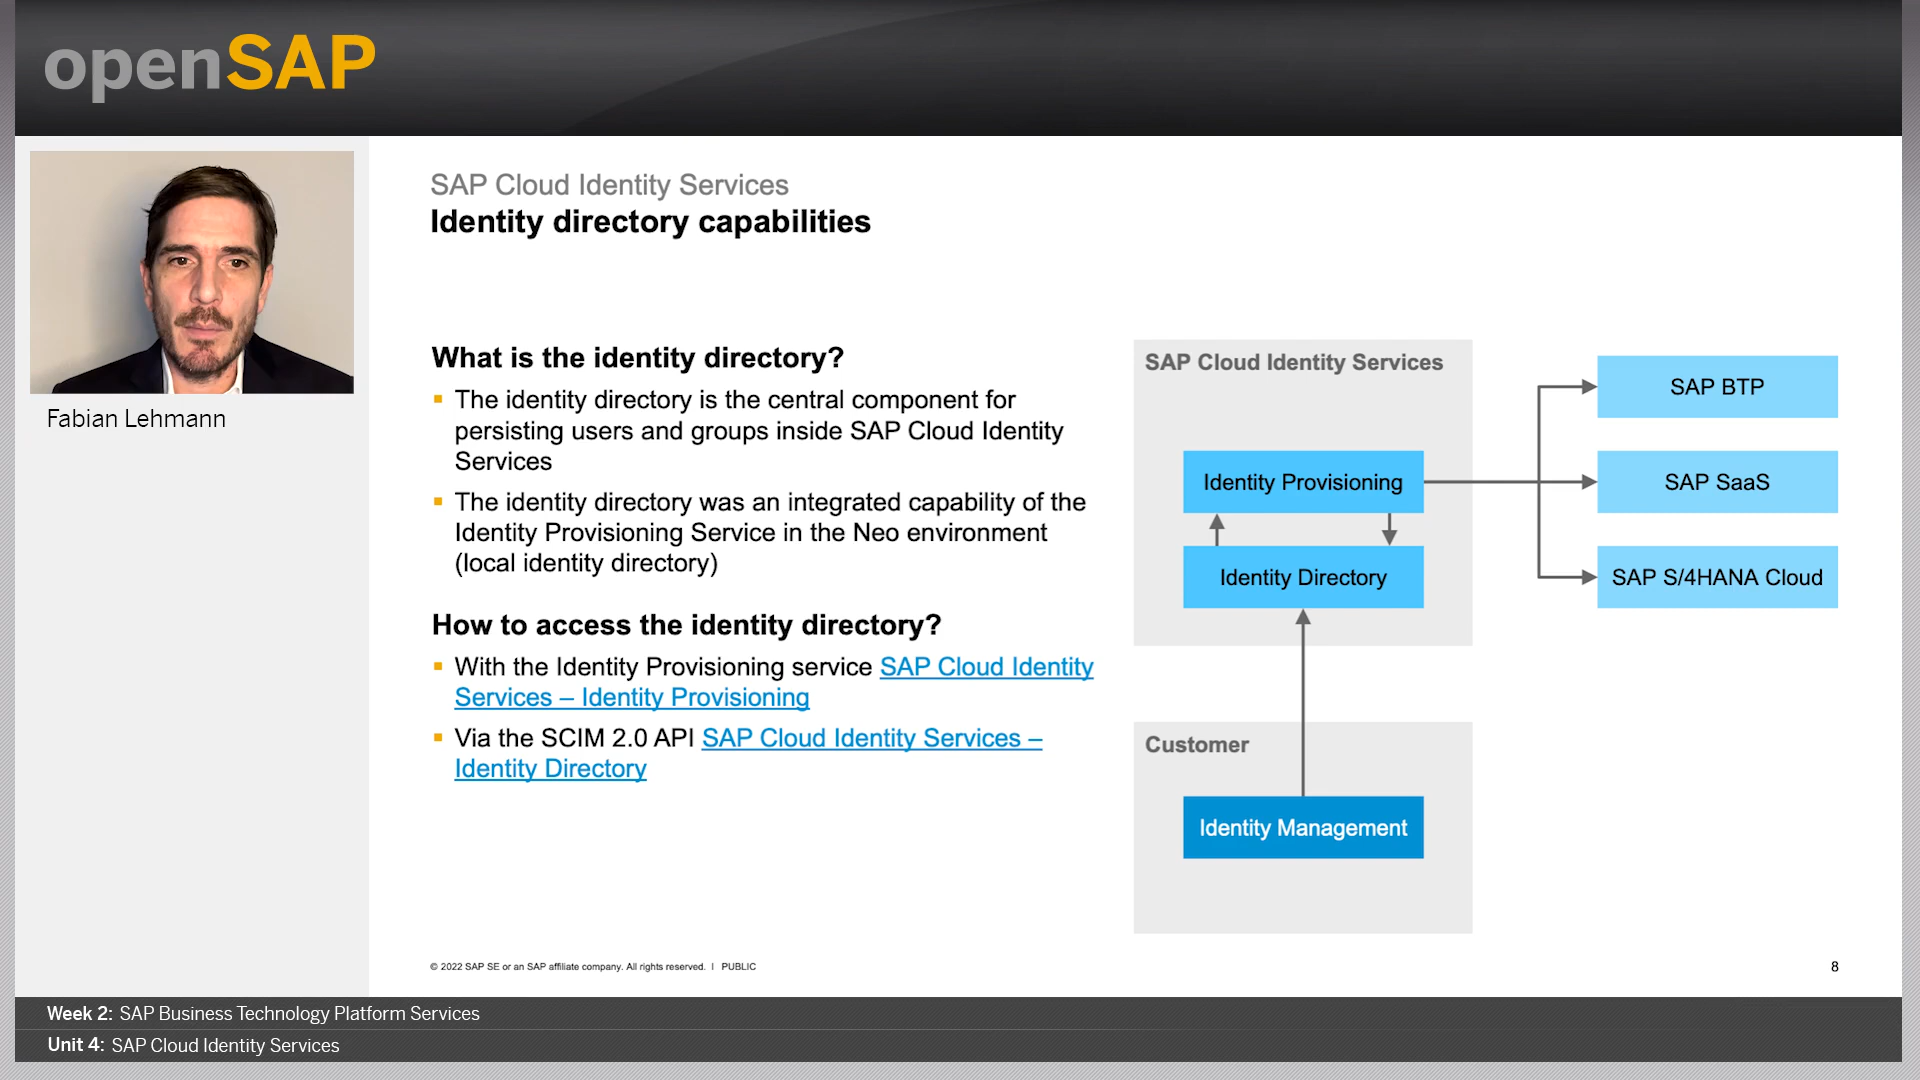 openSAP
Fabian Lehmann
SAP Cloud Identity Services
Identity directory capabilities
What is the identity directory?
The identity directory is the central component for
persisting users and groups inside SAP Cloud Identity
Services
The identity directory was an integrated capability of the
Identity Provisioning Service in the Neo environment
(local identity directory)
How to access the identity directory?
With the Identity Provisioning service SAP Cloud Identity
Services – Identity Provisioning
Via the SCIM 2.0 API SAP Cloud Identity Services –
Identity Directory
SAP Cloud Identity Services
Identity Provisioning
Identity Directory
Customer
Identity Management
SAP BTP
SAP SaaS
SAP S/4HANA Cloud
© 2022 SAP SE or an SAP affiliate company. All rights reserved. | PUBLIC
8
Week 2: SAP Business Technology Platform Services
Unit 4: SAP Cloud Identity Services